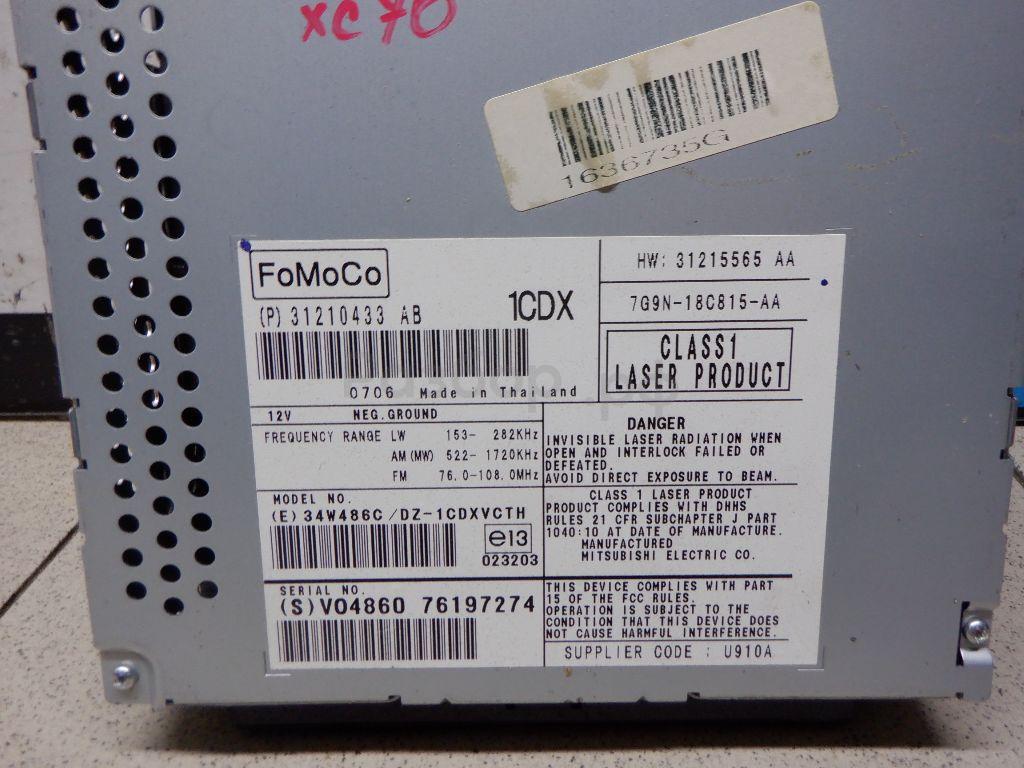 xc70
1636735G
FoMoCo
(P) 31210433 AB
1CDX
0706 Made in Thailand
HW: 31215565 AA
7G9N-18C815-AA
CLASS1
LASER PRODUCT
12V NEG.GROUND
FREQUENCY RANGE LW 153- 282KHz
AM(MW) 522- 1720KHz
FM 76.0-108.0MHz
MODEL NO.
(E) 34W486C/DZ-1CDXVCTH
e13
023203
SERIAL NO.
(S)V04860 76197274
DANGER
INVISIBLE LASER RADIATION WHEN
OPEN AND INTERLOCK FAILED OR
DEFEATED.
AVOID DIRECT EXPOSURE TO BEAM.
CLASS 1 LASER PRODUCT
PRODUCT COMPLIES WITH DHHS
RULES 21 CFR SUBCHAPTER J PART
1040:10 AT DATE OF MANUFACTURE.
MANUFACTURED
MITSUBISHI ELECTRIC CO.
THIS DEVICE COMPLIES WITH PART
15 OF THE FCC RULES.
OPERATION IS SUBJECT TO THE
CONDITION THAT THIS DEVICE DOES
NOT CAUSE HARMFUL INTERFERENCE.
SUPPLIER CODE : U910A